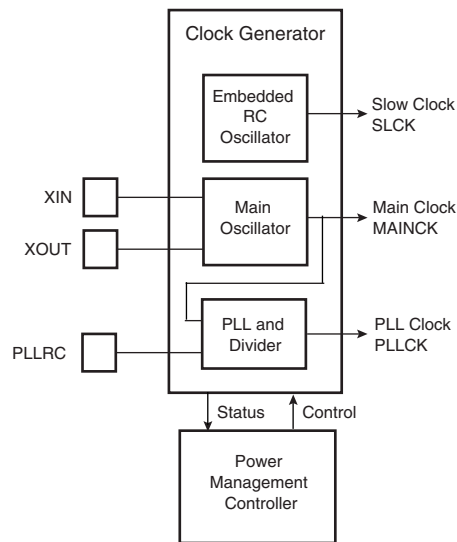 Clock Generator
Embedded
RC
Oscillator
Slow Clock
SLCK
XIN
Main
Oscillator
Main Clock
MAINCK
XOUT
PLL and
Divider
PLL Clock
PLLCK
PLLRC
Status
Control
Power
Management
Controller